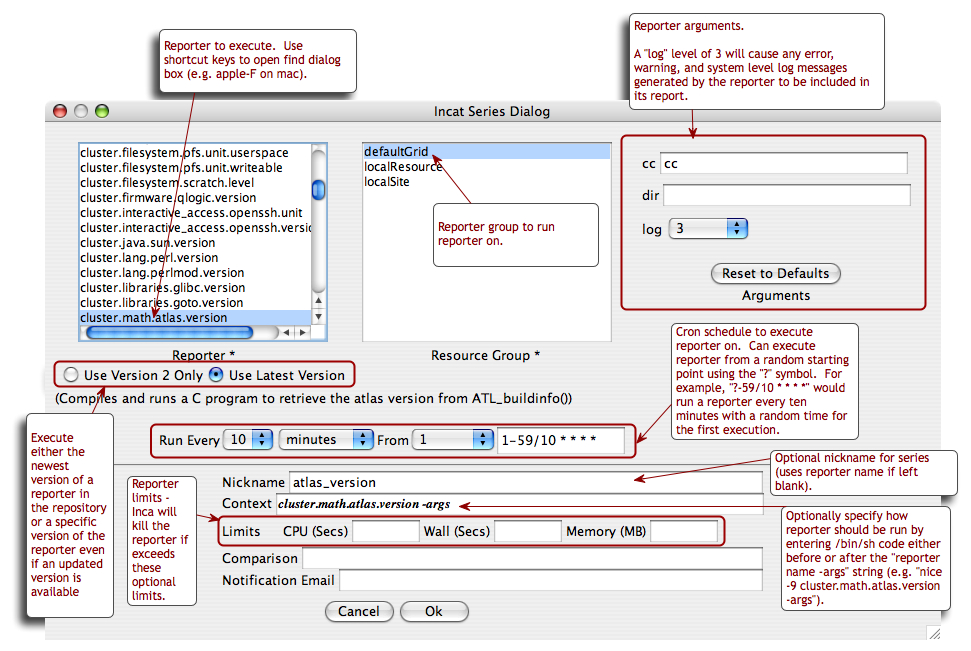 Reporter to execute. Use
shortcut keys to open find dialog
box (e.g. apple-F on mac).
Reporter arguments.
A "log" level of 3 will cause any error,
warning, and system level log messages
generated by the reporter to be included in
its report.
Incat Series Dialog
cluster.filesystem.pfs.unit.userspace
cluster.filesystem.pfs.unit.writeable
cluster.filesystem.scratch.level
cluster.firmware.qlogic.version
cluster.interactive_access.openssh.unit
cluster.interactive_access.openssh.versic
cluster.java.sun.version
cluster.lang.perl.version
cluster.lang.perlmod.version
cluster.libraries.glibc.version
cluster.libraries.goto.version
cluster.math.atlas.version
Reporter *
defaultGrid
localResource
localSite
Reporter group to run
reporter on.
Resource Group *
cc cc
dir
log 3
Reset to Defaults
Arguments
Use Version 2 Only Use Latest Version
(Compiles and runs a C program to retrieve the atlas version from ATL_buildinfo())
Cron schedule to execute
reporter on. Can execute
reporter from a random starting
point using the "?" symbol. For
example, "?-59/10 * * * *" would
run a reporter every ten
minutes with a random time for
the first execution.
Execute
either the
newest
version of a
reporter in
the repository
or a specific
version of the
reporter even
if an updated
version is
available
Run Every 10 minutes From 1 1-59/10 * * * *
Optional nickname for series
(uses reporter name if left
blank).
Reporter
limits -
Inca will
kill the
reporter if
exceeds
these
optional
limits.
Nickname atlas_version
Context cluster.math.atlas.version -args
Limits CPU (Secs) Wall (Secs) Memory (MB)
Comparison
Notification Email
Optionally specify how
reporter should be run by
entering /bin/sh code either
before or after the "reporter
name -args" string (e.g. "nice
-9 cluster.math.atlas.version
-args").
Cancel Ok